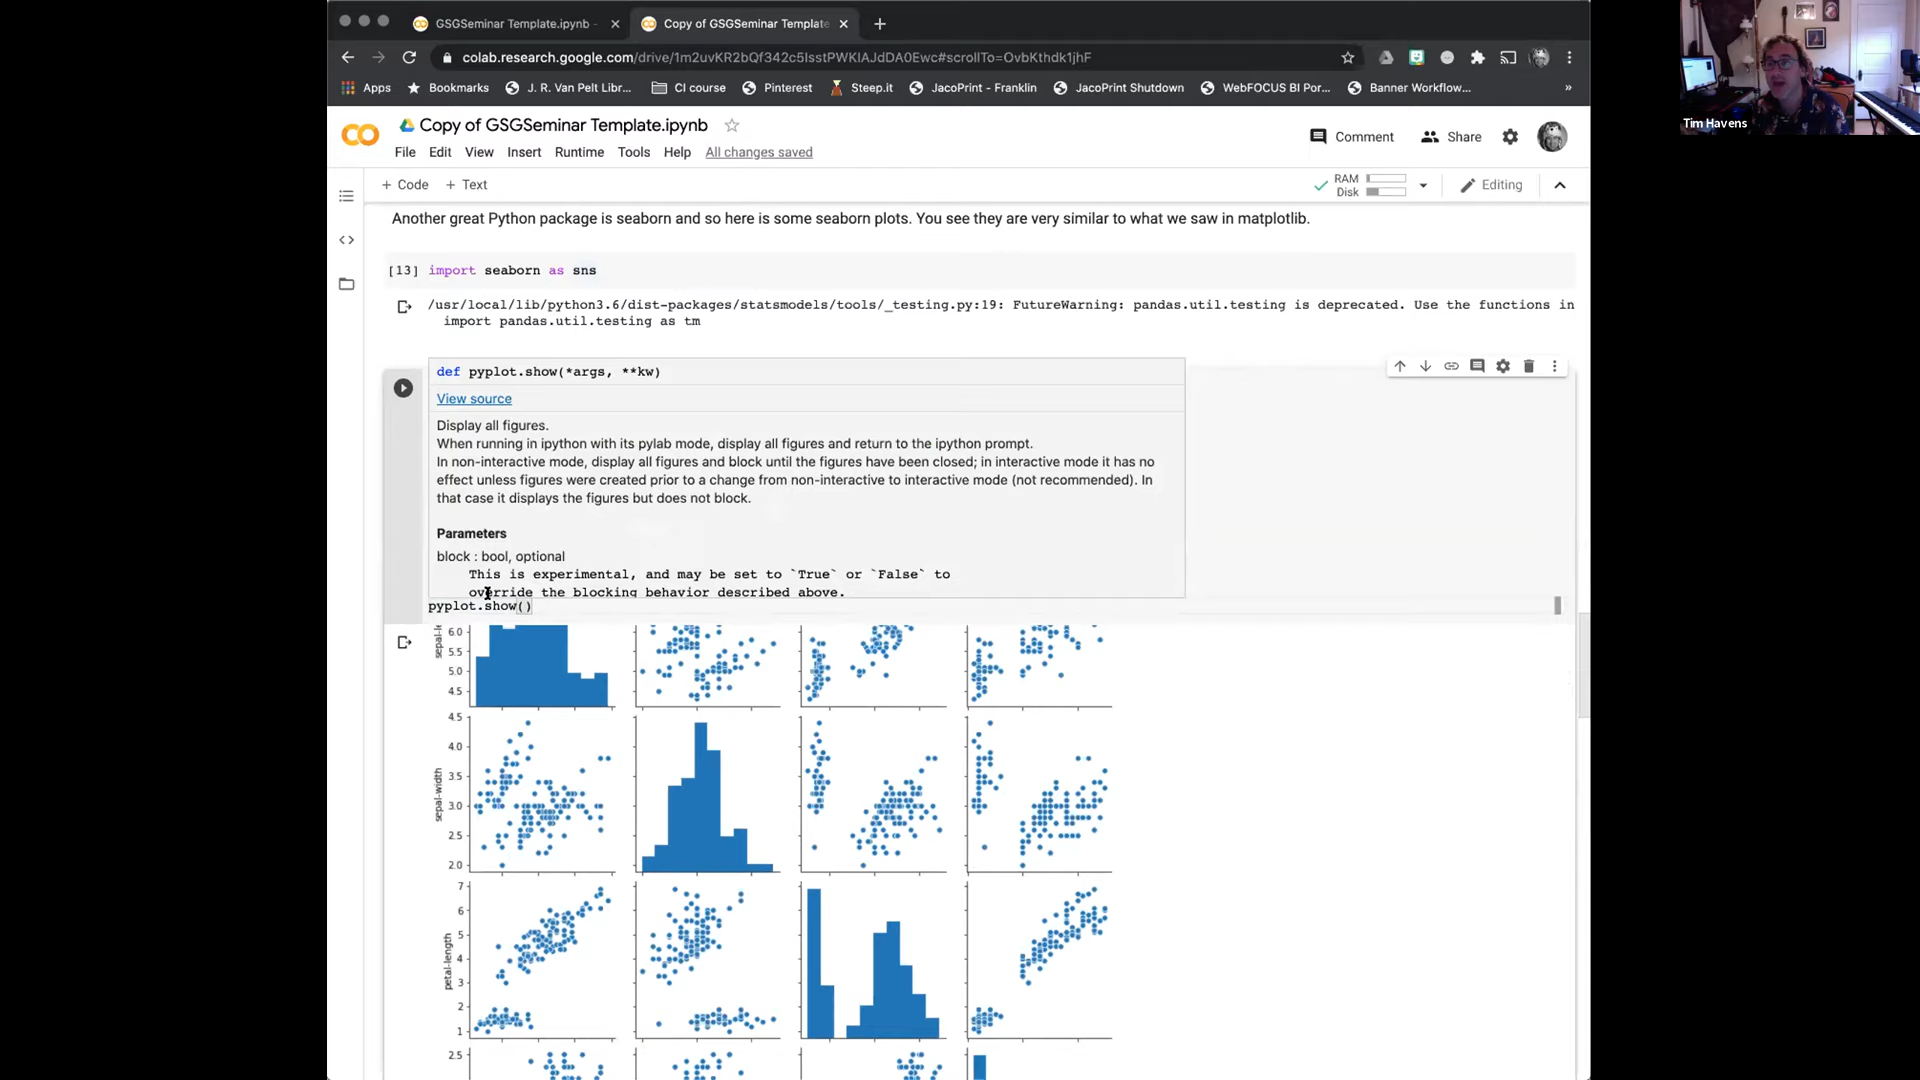 GSGSeminar Template.ipynb -
Copy of GSGSeminar Template
colab.research.google.com/drive/1m2uvKR2bQf342c5IsstPWKIAJdDA0Ewc#scrollTo=OvbKthdk1jhF
Apps
Bookmarks
J. R. Van Pelt Libr...
CI course
Pinterest
Steep.it
JacoPrint - Franklin
JacoPrint Shutdown
WebFOCUS BI Por...
Banner Workflow...
»
Tim Havens
CO
Copy of GSGSeminar Template.ipynb
Comment
Share
File Edit View Insert Runtime Tools Help All changes saved
+ Code + Text
RAM
Disk
Editing
Another great Python package is seaborn and so here is some seaborn plots. You see they are very similar to what we saw in matplotlib.
[13] import seaborn as sns
/usr/local/lib/python3.6/dist-packages/statsmodels/tools/_testing.py:19: FutureWarning: pandas.util.testing is deprecated. Use the functions in
import pandas.util.testing as tm
def pyplot.show(*args, **kw)
View source
Display all figures.
When running in ipython with its pylab mode, display all figures and return to the ipython prompt.
In non-interactive mode, display all figures and block until the figures have been closed; in interactive mode it has no
effect unless figures were created prior to a change from non-interactive to interactive mode (not recommended). In
that case it displays the figures but does not block.
Parameters
block : bool, optional
This is experimental, and may be set to `True` or `False` to
override the blocking behavior described above.
pyplot.show()
sepal-le
6.0
5.5
5.0
4.5
sepal-width
4.5
4.0
3.5
3.0
2.5
2.0
petal-length
7
6
5
4
3
2
1
2.5